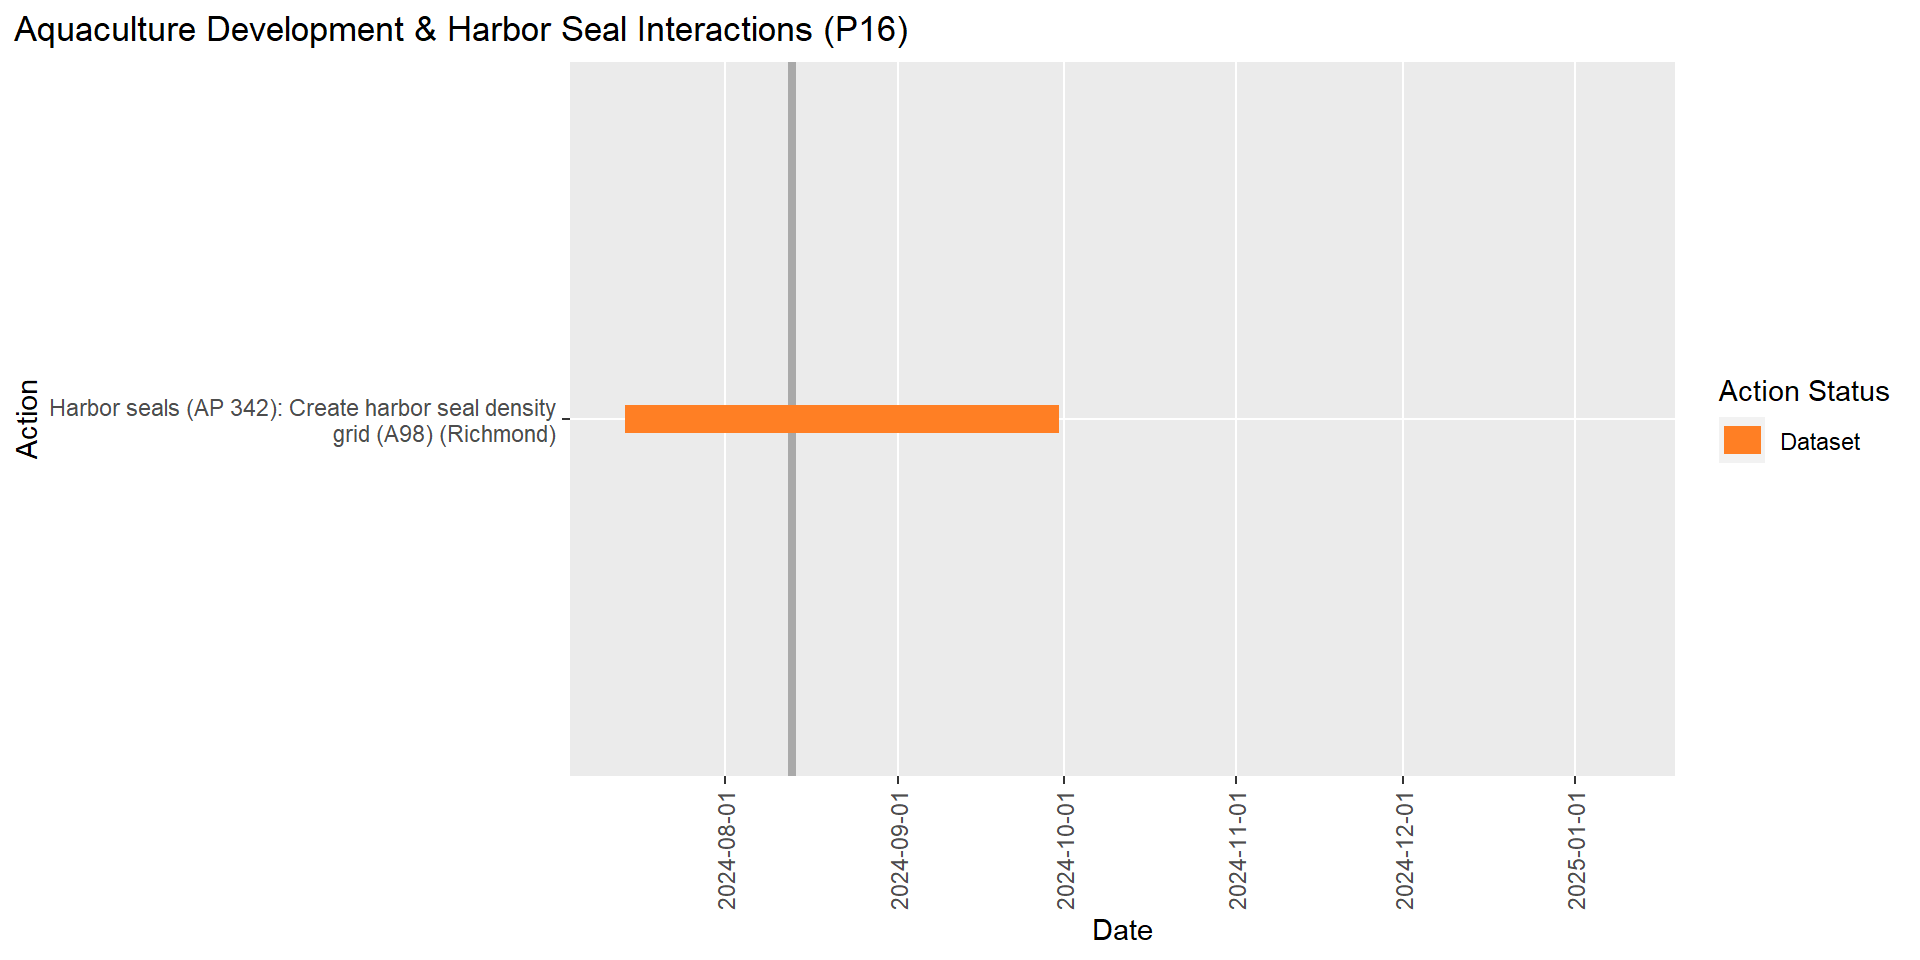 Aquaculture Development & Harbor Seal Interactions (P16)
Action
Harbor seals (AP 342): Create harbor seal density
grid (A98) (Richmond)
2024-08-01
2024-09-01
2024-10-01
2024-11-01
2024-12-01
2025-01-01
Date
Action Status
Dataset